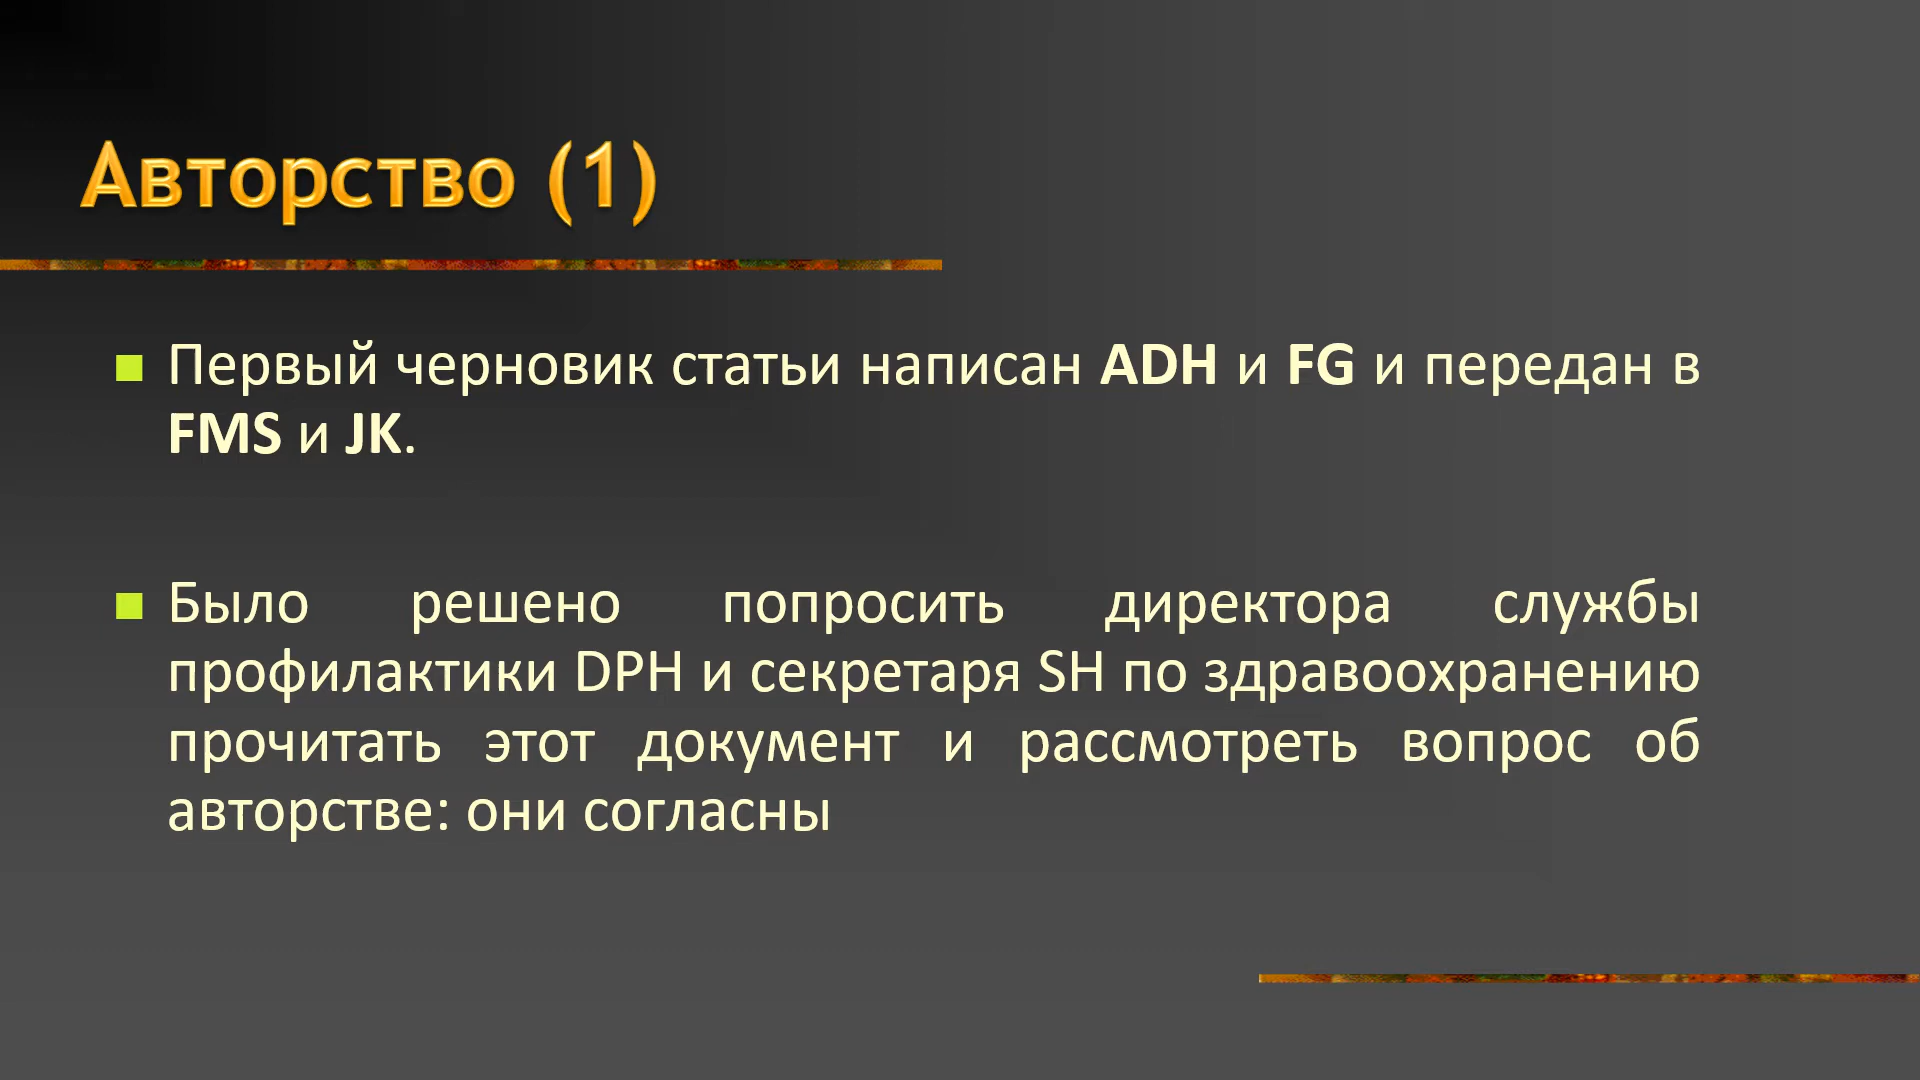 Авторство (1)
Первый черновик статьи написан ADH и FG и передан в
FMS и JK.
Было решено попросить директора службы
профилактики DPH и секретаря SH по здравоохранению
прочитать этот документ и рассмотреть вопрос об
авторстве: они согласны